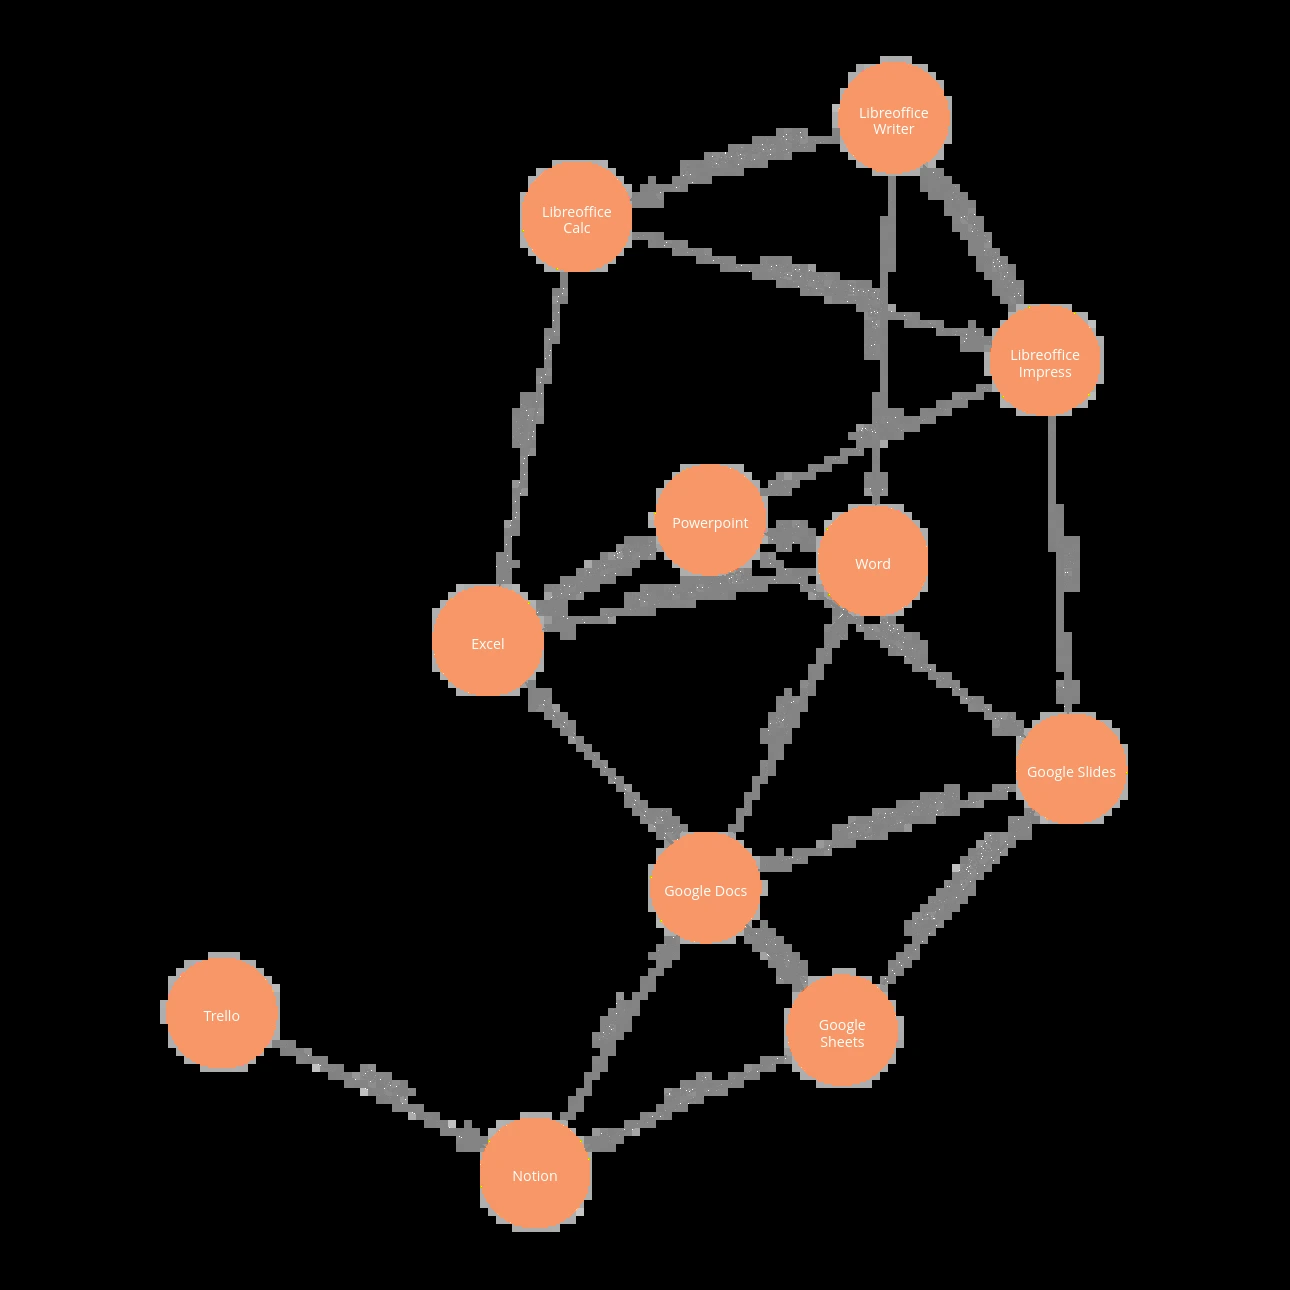 Libreoffice
Writer
Libreoffice
Calc
Libreoffice
Impress
Powerpoint
Word
Excel
Google Slides
Google Docs
Trello
Google
Sheets
Notion